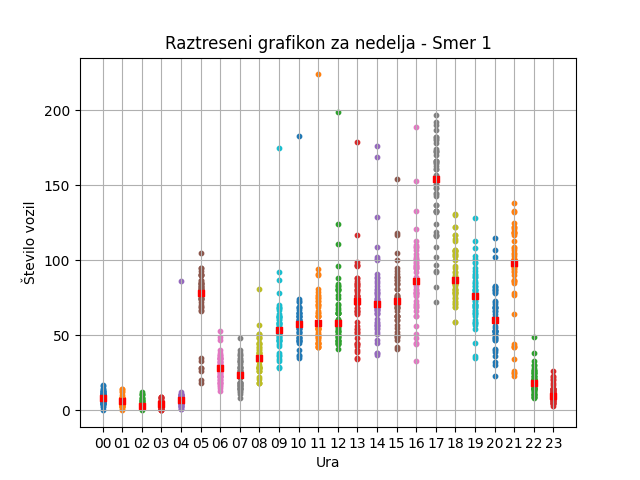 Raztreseni grafikon za nedelja - Smer 1
200
150
100
50
0
Število vozil
00 01 02 03 04 05 06 07 08 09 10 11 12 13 14 15 16 17 18 19 20 21 22 23
Ura